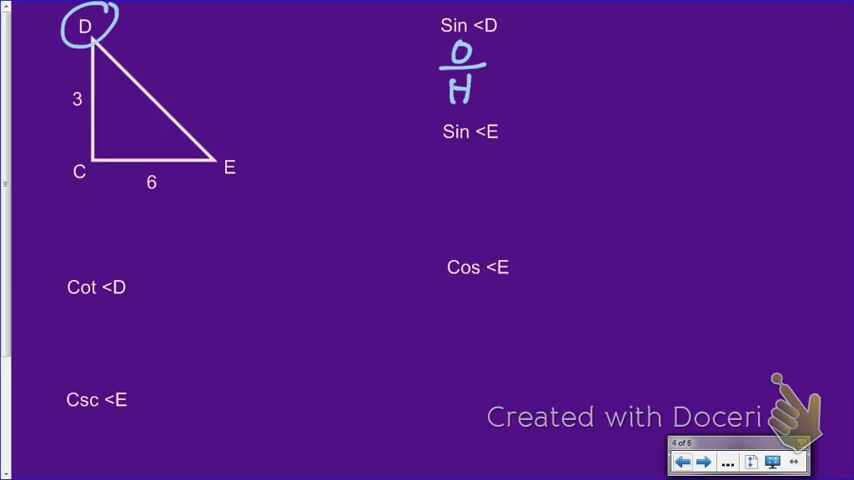 D
3
C
6
E
Sin <D
O
H
Sin <E
Cos <E
Cot <D
Csc <E
Created with Doceri
4 of 6